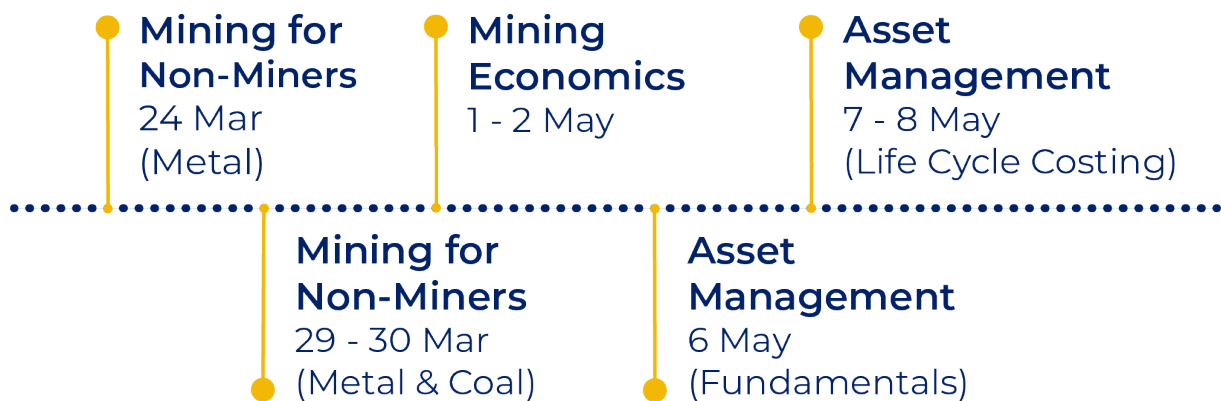 Mining for
Non-Miners
24 Mar
(Metal)
Mining for
Non-Miners
29 - 30 Mar
(Metal & Coal)
Mining
Economics
1 - 2 May
Asset
Management
6 May
(Fundamentals)
Asset
Management
7 - 8 May
(Life Cycle Costing)